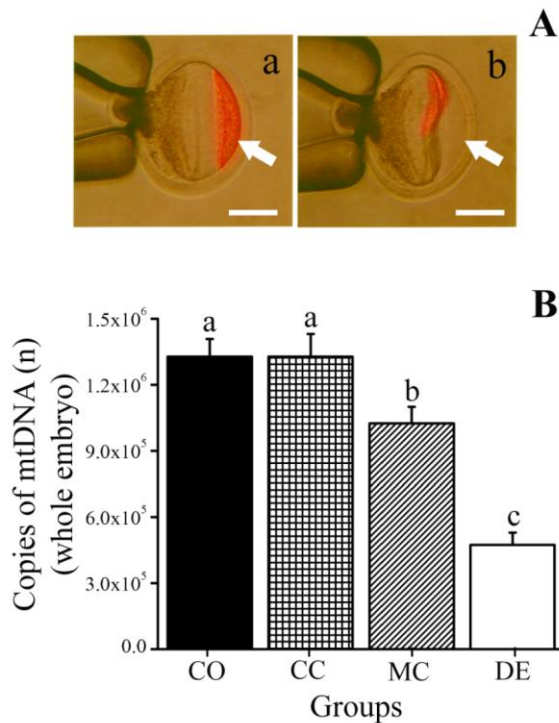 A
a
b
B
Copies of mtDNA (n)
(whole embryo)
1.5x10⁶
1.2x10⁶
9.0x10⁵
6.0x10⁵
3.0x10⁵
0.0
a
a
b
c
CO
CC
MC
DE
Groups